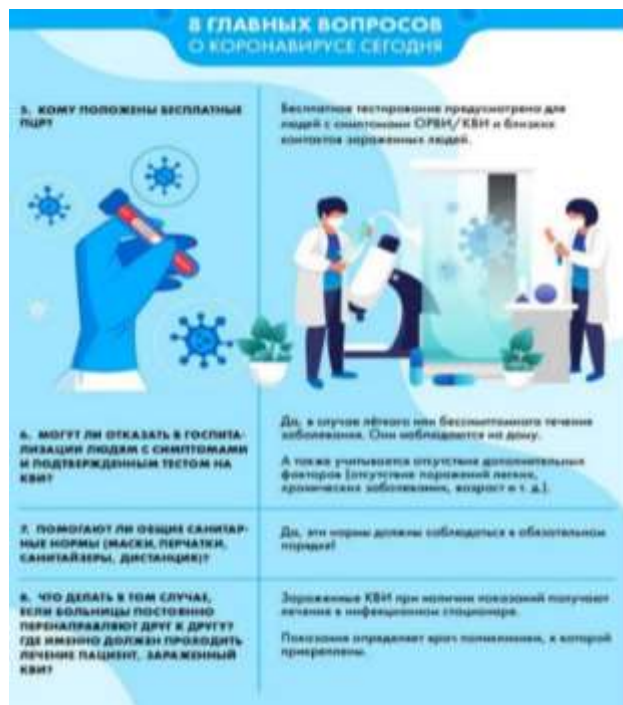 8 ГЛАВНЫХ ВОПРОСОВ
О КОРОНАВИРУСЕ СЕГОДНЯ
5. КОМУ ПОЛОЖЕНЫ БЕСПЛАТНЫЕ
ПЦР?
Бесплатное тестирование предусмотрено для
людей с симптомами ОРВИ/КВИ и близких
контактов зараженных людей.
6. МОГУТ ЛИ ОТКАЗАТЬ В ГОСПИТА-
ЛИЗАЦИИ ЛЮДЯМ С СИМПТОМАМИ
И ПОДТВЕРЖДЕННЫМ ТЕСТОМ НА
КВИ?
Да, в случае лёгкого или бессимптомного течения
заболевания. Они наблюдаются на дому.
А также учитывается отсутствие дополнительных
факторов (отсутствие поражений легких,
хронических заболеваний, возраст и т. д.).
7. ПОМОГАЮТ ЛИ ОБЩИЕ САНИТАР-
НЫЕ НОРМЫ (МАСКИ, ПЕРЧАТКИ,
САНИТАЙЗЕРЫ, ДИСТАНЦИЯ)?
Да, эти нормы должны соблюдаться в обязательном
порядке!
8. ЧТО ДЕЛАТЬ В ТОМ СЛУЧАЕ,
ЕСЛИ БОЛЬНИЦЫ ПОСТОЯННО
ПЕРЕНАПРАВЛЯЮТ ДРУГ К ДРУГУ?
ГДЕ ИМЕННО ДОЛЖЕН ПРОХОДИТЬ
ЛЕЧЕНИЕ ПАЦИЕНТ, ЗАРАЖЕННЫЙ
КВИ?
Зараженные КВИ при наличии показаний получают
лечение в инфекционном стационаре.
Показания определяет врач поликлиники, к которой
прикреплены.